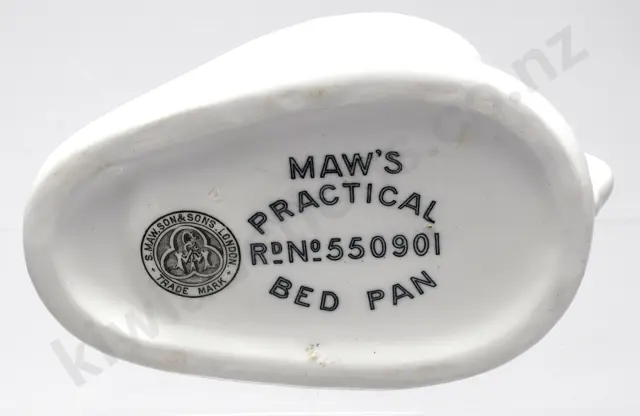 MAW'S
PRACTICAL
RD. No. 550901
BED PAN
S. MAW, SON & SONS. LONDON.
TRADE MARK